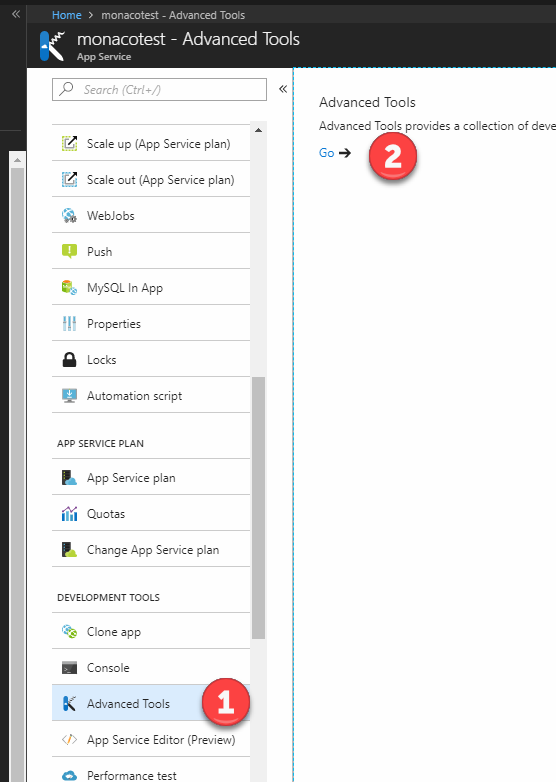 Home > monacotest - Advanced Tools
monacotest - Advanced Tools
App Service
Search (Ctrl+/)
Scale up (App Service plan)
Scale out (App Service plan)
WebJobs
Push
MySQL In App
Properties
Locks
Automation script
APP SERVICE PLAN
App Service plan
Quotas
Change App Service plan
DEVELOPMENT TOOLS
Clone app
Console
Advanced Tools
1
App Service Editor (Preview)
Performance test
Advanced Tools
Advanced Tools provides a collection of deve
Go
2